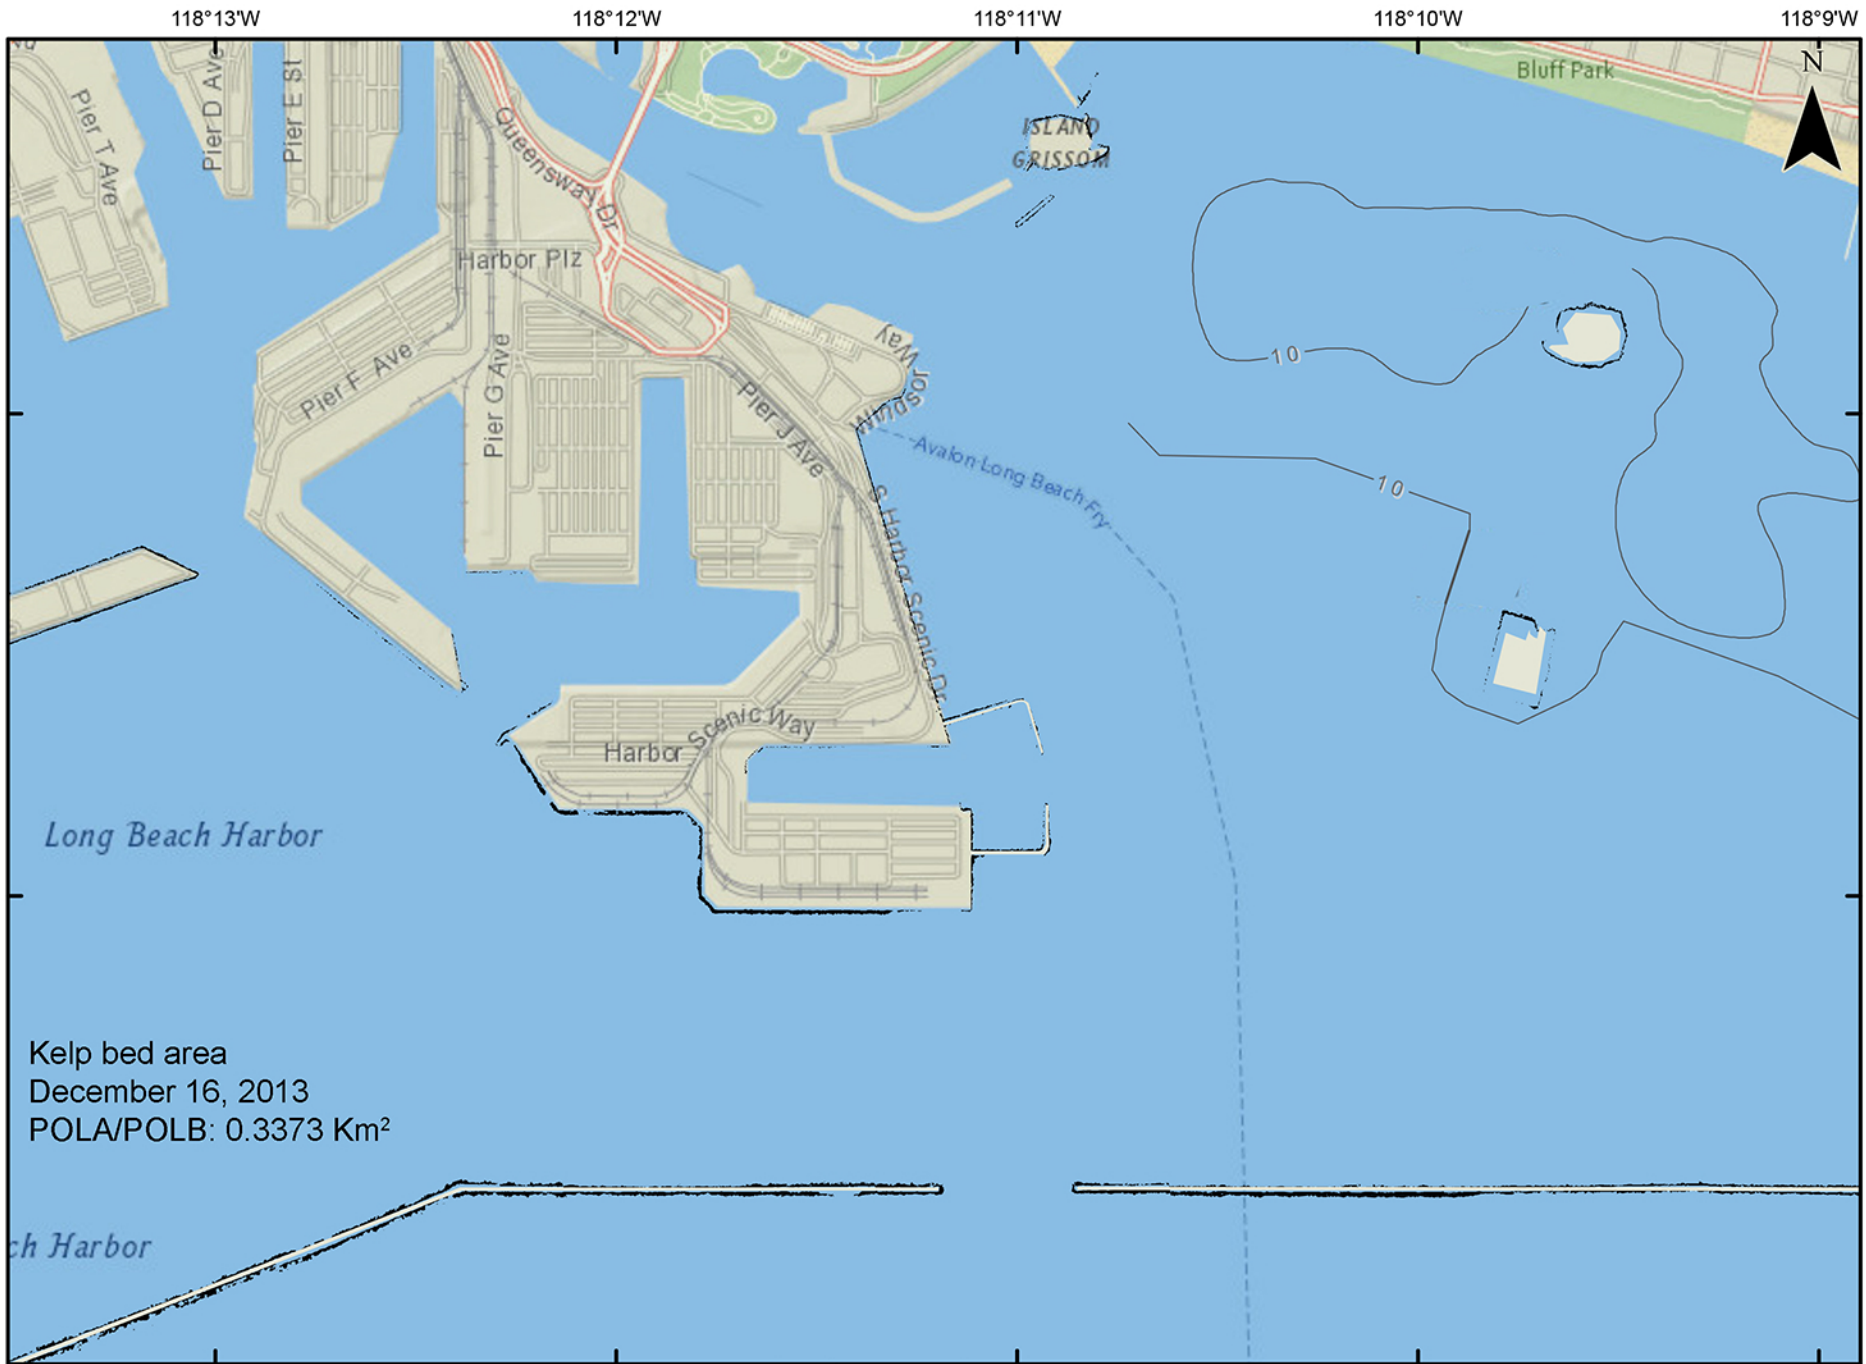 118°13'W
118°12'W
118°11'W
118°10'W
118°9'W
N
Bluff Park
Pier T Ave
Pier D Ave
Pier E St
Queensway Dr
ISLAND
GRISSOM
Harbor Plz
Pier F Ave
Pier G Ave
Pier J Ave
Windsor Way
10
Avalon-Long Beach Fry
10
S Harbor Scenic Dr
Harbor Scenic Way
Long Beach Harbor
Kelp bed area
December 16, 2013
POLA/POLB: 0.3373 Km²
ch Harbor